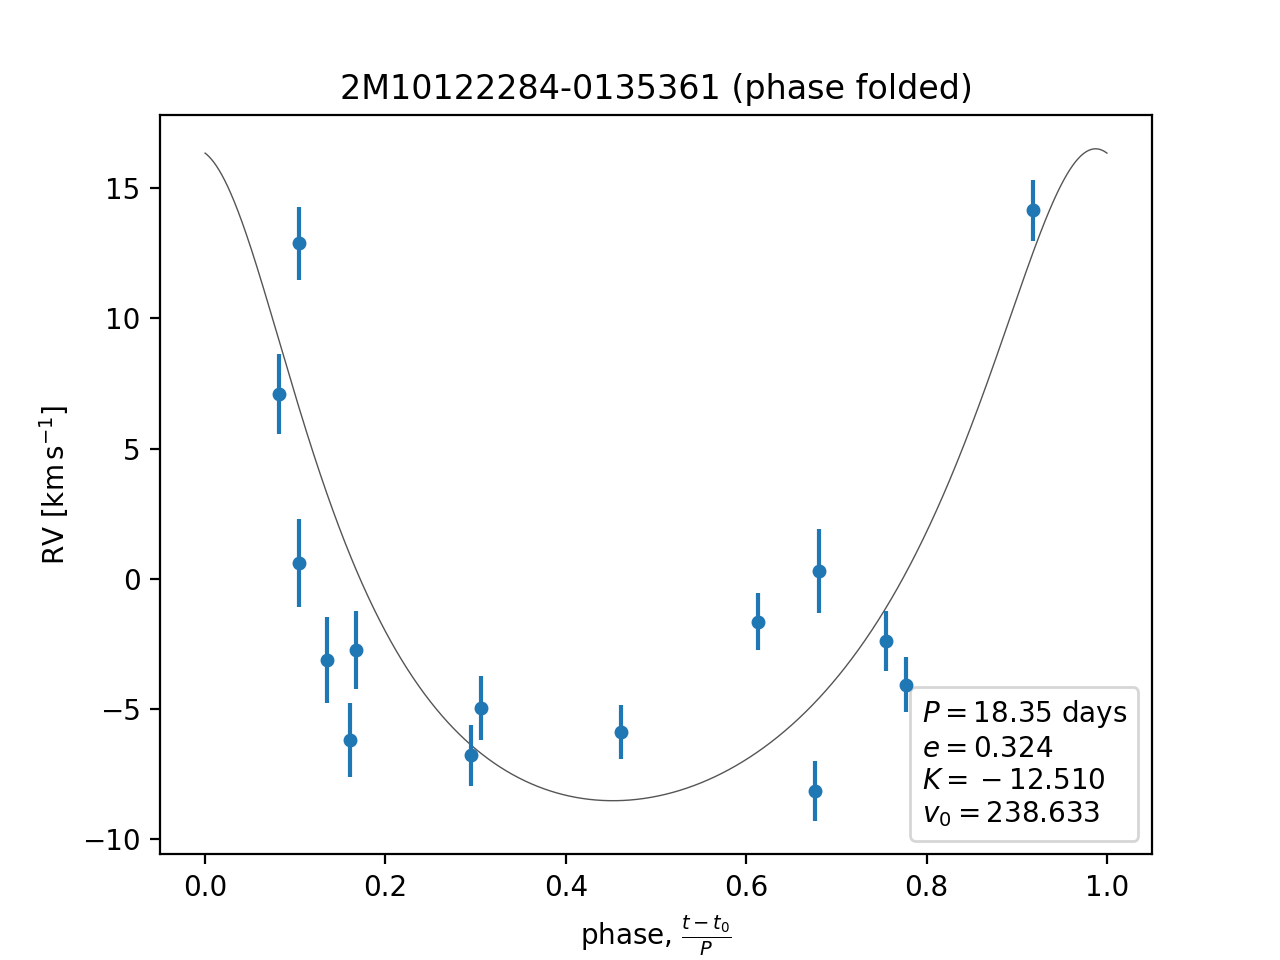 2M10122284-0135361 (phase folded)
RV [km s⁻¹]
15
10
5
0
−5
−10
0.0 0.2 0.4 0.6 0.8 1.0
phase, (t − t₀)/P
P = 18.35 days
e = 0.324
K = −12.510
v₀ = 238.633